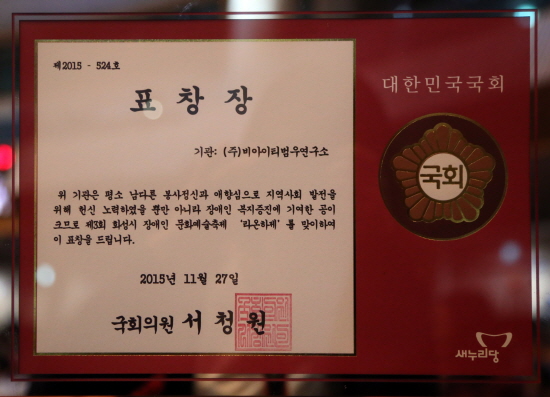 제2015 - 524호
표 창 장
기관: (주)비아이티범우연구소
위 기관은 평소 남다른 봉사정신과 애향심으로 지역사회 발전을
위해 헌신 노력하였을 뿐만 아니라 장애인 복지증진에 기여한 공이
크므로 제3회 화성시 장애인 문화예술축제 '라온하제'를 맞이하여
이 표창을 드립니다.
2015년 11월 27일
국회의원 서 청 원
대한민국국회
국회
새누리당